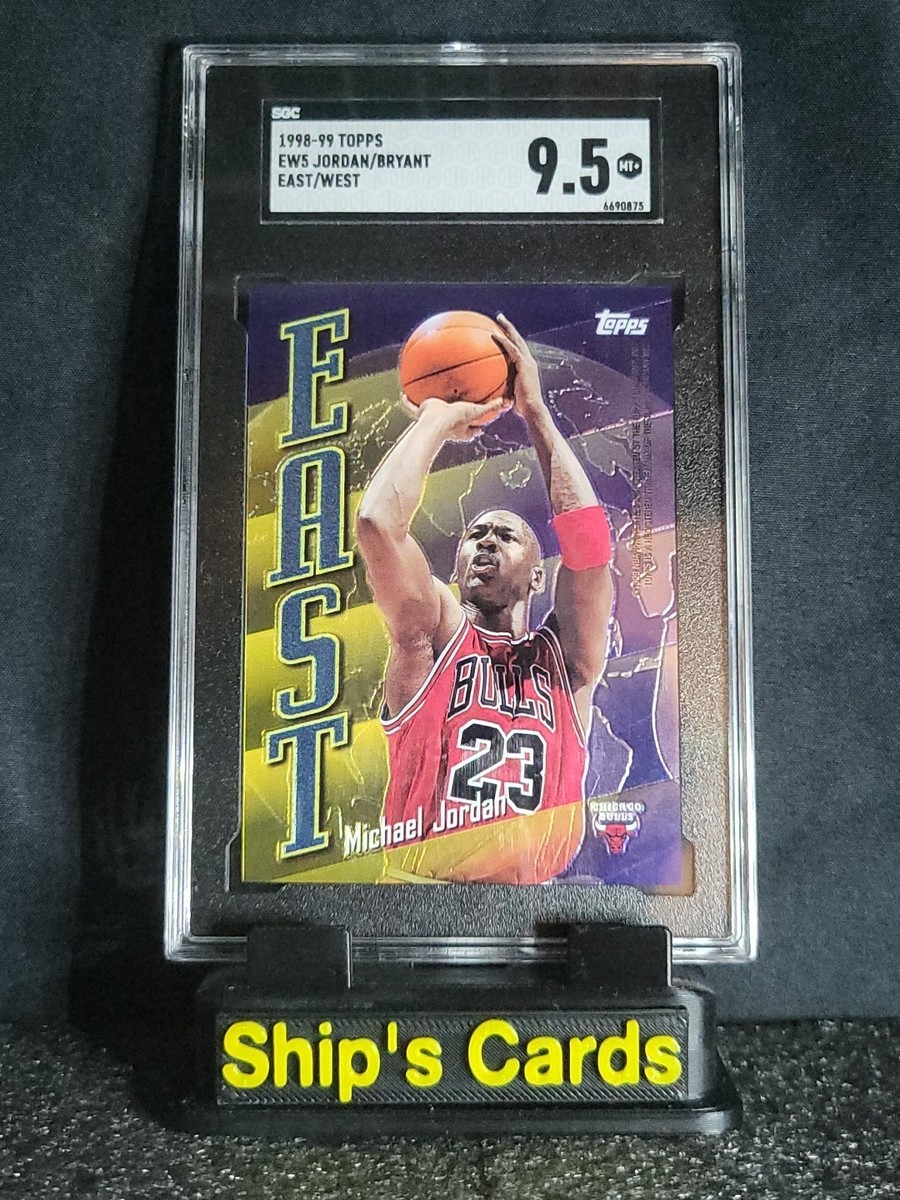 SGC
1998-99 TOPPS
EW5 JORDAN/BRYANT
EAST/WEST
9.5
MT+
6690875
EAST
TOPPS
BULLS
23
Michael Jordan
CHICAGO
BULLS
Ship's Cards